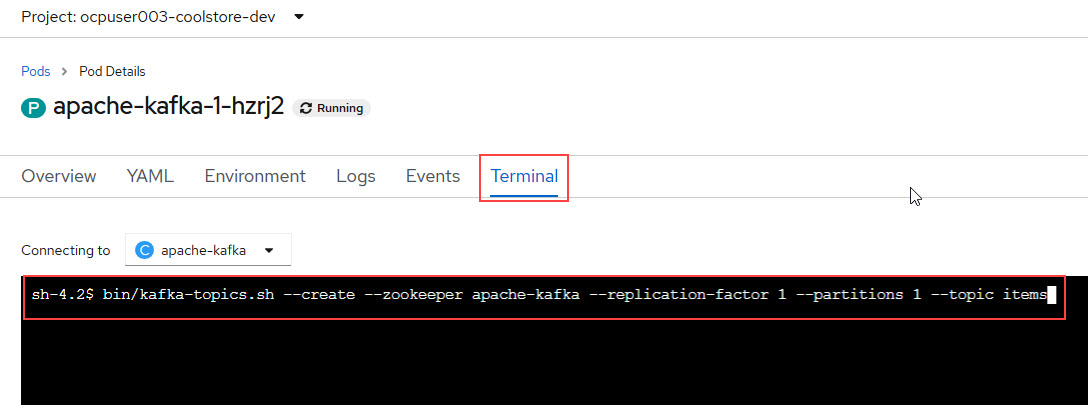 Project: ocpuser003-coolstore-dev
Pods > Pod Details
P apache-kafka-1-hzrj2 Running
Overview YAML Environment Logs Events Terminal
Connecting to C apache-kafka
sh-4.2$ bin/kafka-topics.sh --create --zookeeper apache-kafka --replication-factor 1 --partitions 1 --topic items